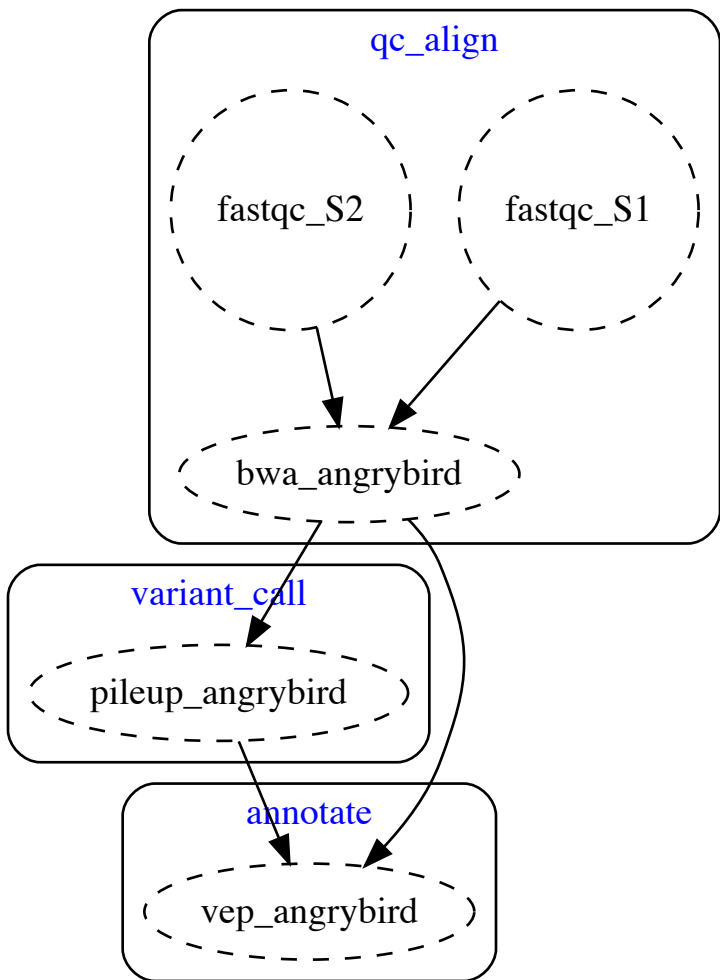 qc_align
fastqc_S2
fastqc_S1
bwa_angrybird
variant_call
pileup_angrybird
annotate
vep_angrybird